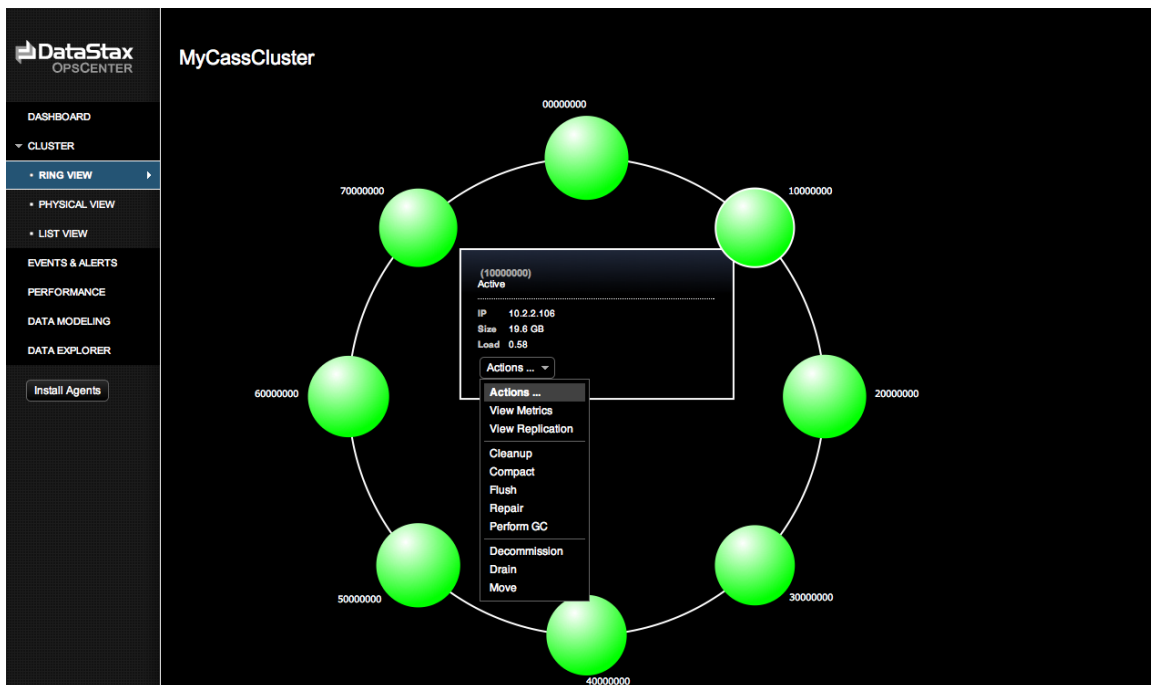 DataStax
OPSCENTER
DASHBOARD
CLUSTER
• RING VIEW
• PHYSICAL VIEW
• LIST VIEW
EVENTS & ALERTS
PERFORMANCE
DATA MODELING
DATA EXPLORER
Install Agents
MyCassCluster
00000000
70000000
10000000
(10000000)
Active
IP 10.2.2.106
Size 19.6 GB
Load 0.58
Actions ...
Actions ...
View Metrics
View Replication
Cleanup
Compact
Flush
Repair
Perform GC
Decommission
Drain
Move
60000000
20000000
50000000
30000000
40000000